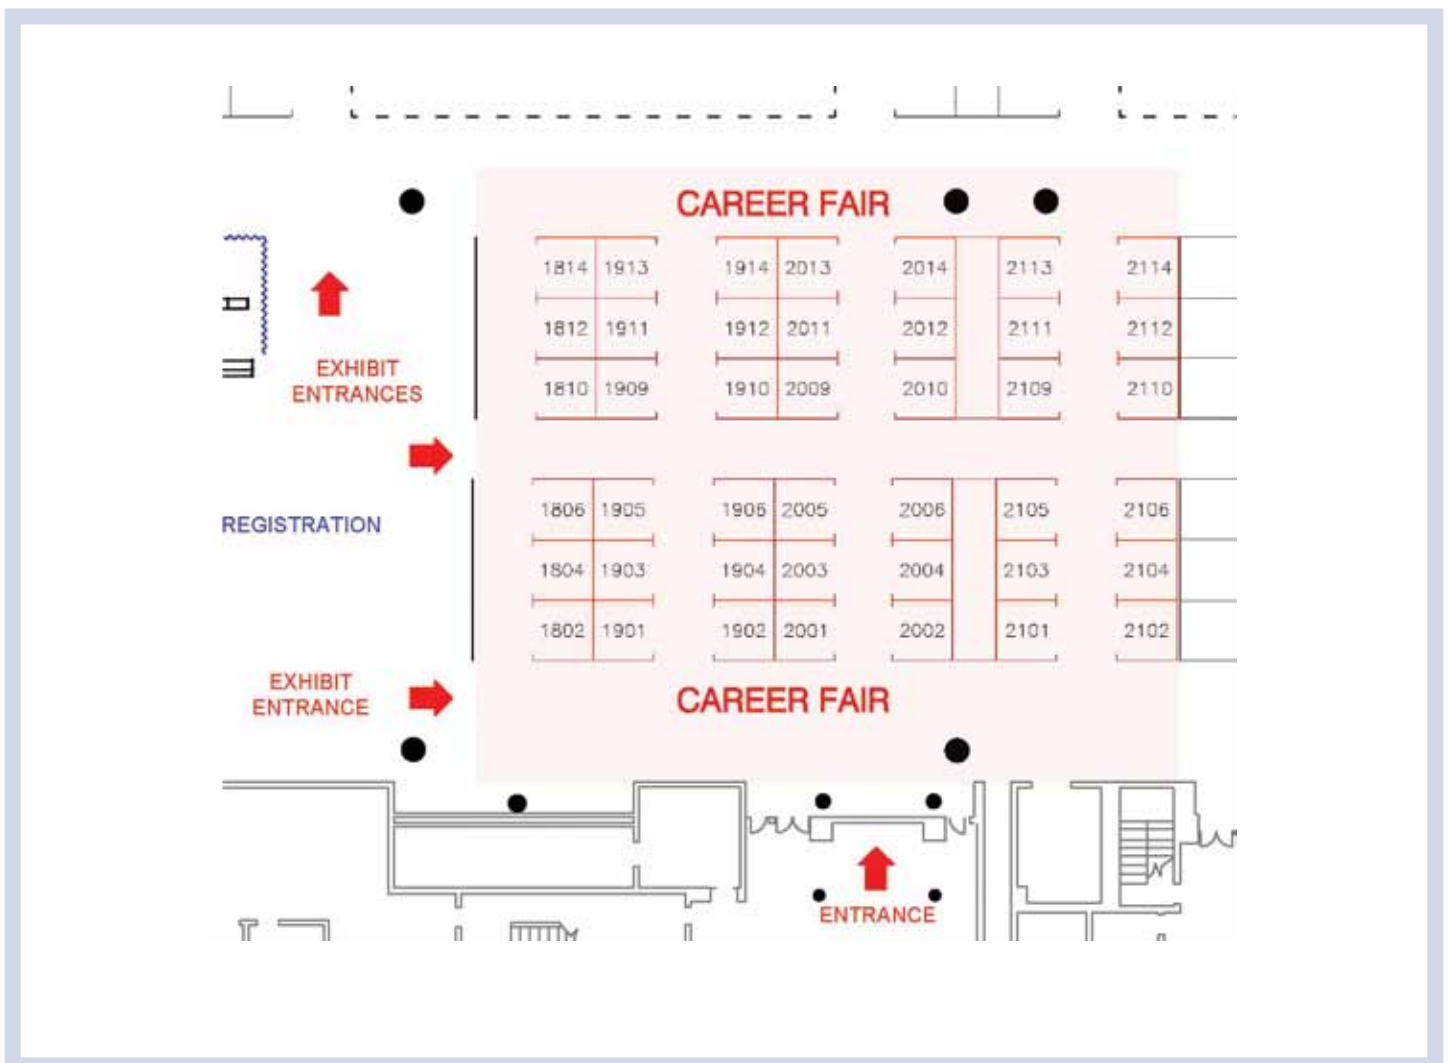 CAREER FAIR
1814 1913 1914 2013 2014 2113 2114
1812 1911 1912 2011 2012 2111 2112
1810 1909 1910 2009 2010 2109 2110
EXHIBIT
ENTRANCES
1806 1905 1906 2005 2006 2105 2106
REGISTRATION
1804 1903 1904 2003 2004 2103 2104
1802 1901 1902 2001 2002 2101 2102
EXHIBIT
ENTRANCE
CAREER FAIR
ENTRANCE